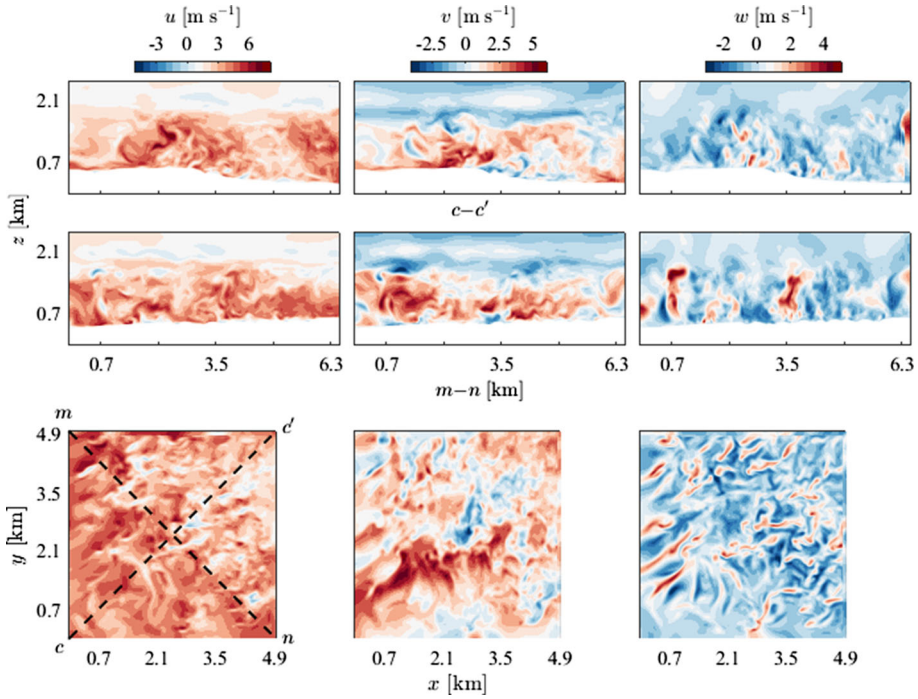 u [m s⁻¹] v [m s⁻¹] w [m s⁻¹]
-3 0 3 6 -2.5 0 2.5 5 -2 0 2 4
2.1
0.7
c−c′
z [km]
2.1
0.7
0.7 3.5 6.3 0.7 3.5 6.3 0.7 3.5 6.3
m−n [km]
m
4.9 c′
3.5
y [km]
2.1
0.7
c n
0.7 2.1 3.5 4.9 0.7 2.1 3.5 4.9 0.7 2.1 3.5 4.9
x [km]